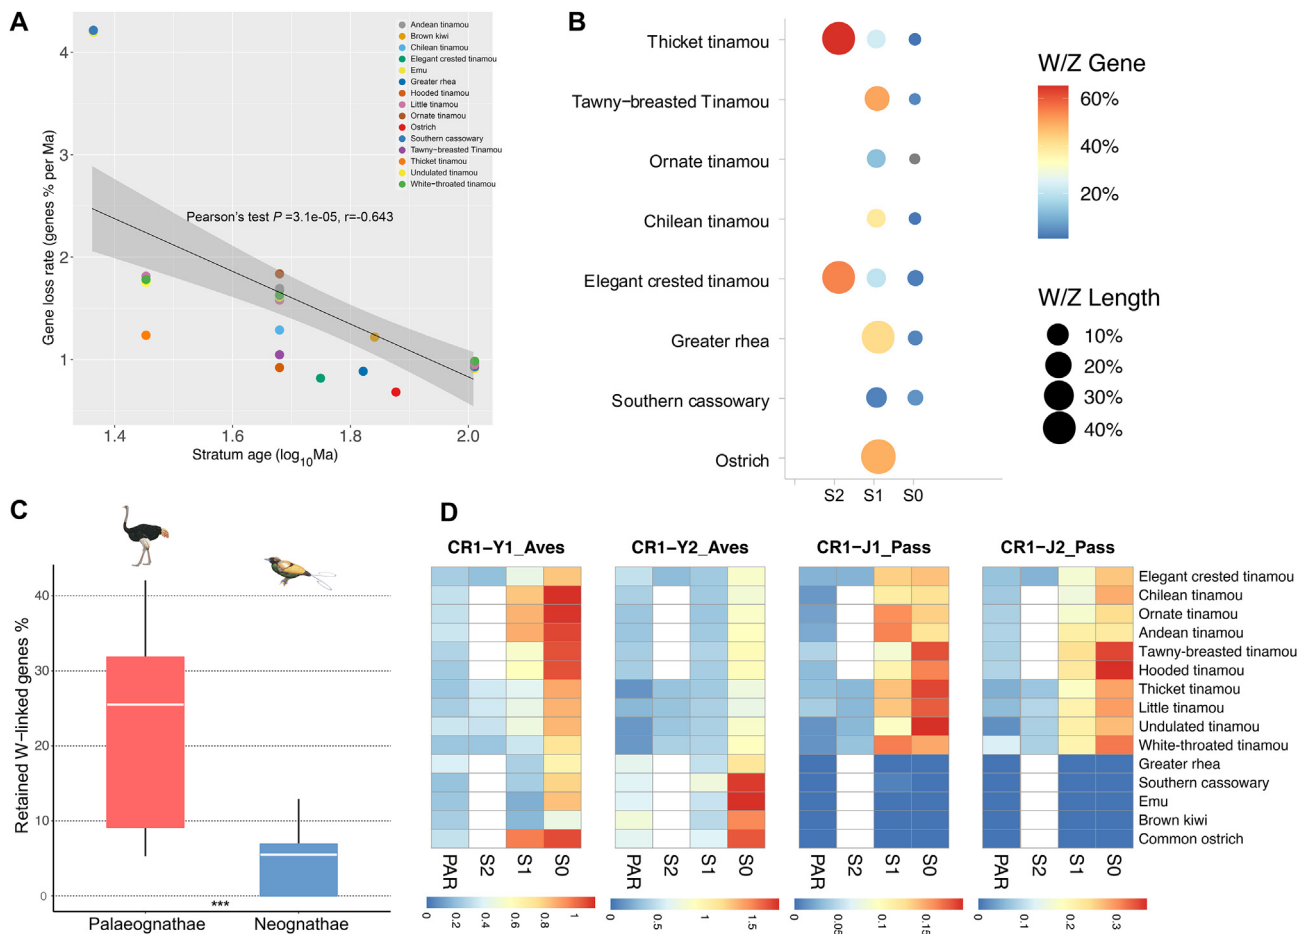 A
Gene loss rate (genes % per Ma)
4
3
2
1
1.4
1.6
1.8
2.0
Stratum age (log10Ma)
Pearson's test P =3.1e-05, r=-0.643
Andean tinamou
Brown kiwi
Chilean tinamou
Elegant crested tinamou
Emu
Greater rhea
Hooded tinamou
Little tinamou
Ornate tinamou
Ostrich
Southern cassowary
Tawny-breasted Tinamou
Thicket tinamou
Undulated tinamou
White-throated tinamou
B
Thicket tinamou
Tawny-breasted Tinamou
Ornate tinamou
Chilean tinamou
Elegant crested tinamou
Greater rhea
Southern cassowary
Ostrich
S2
S1
S0
W/Z Gene
60%
40%
20%
W/Z Length
10%
20%
30%
40%
C
Retained W-linked genes %
40
30
20
10
0
***
Palaeognathae
Neognathae
D
CR1-Y1_Aves
CR1-Y2_Aves
CR1-J1_Pass
CR1-J2_Pass
Elegant crested tinamou
Chilean tinamou
Ornate tinamou
Andean tinamou
Tawny-breasted tinamou
Hooded tinamou
Thicket tinamou
Little tinamou
Undulated tinamou
White-throated tinamou
Greater rhea
Southern cassowary
Emu
Brown kiwi
Common ostrich
PAR S2 S1 S0
PAR S2 S1 S0
PAR S2 S1 S0
PAR S2 S1 S0
0 0.2 0.4 0.6 0.8 1
0 0.5 1 1.5
0 0.05 0.1 0.15
0 0.1 0.2 0.3